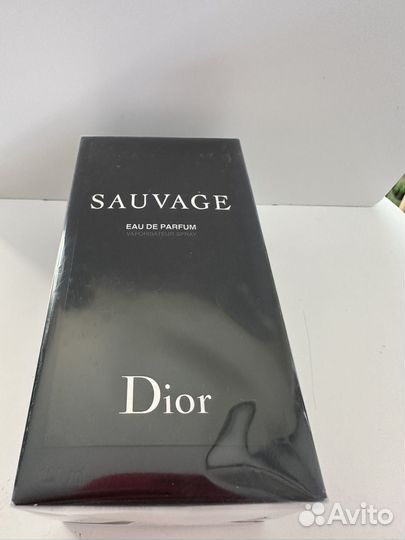 SAUVAGE
EAU DE PARFUM
VAPORISATEUR SPRAY
Dior
Avito